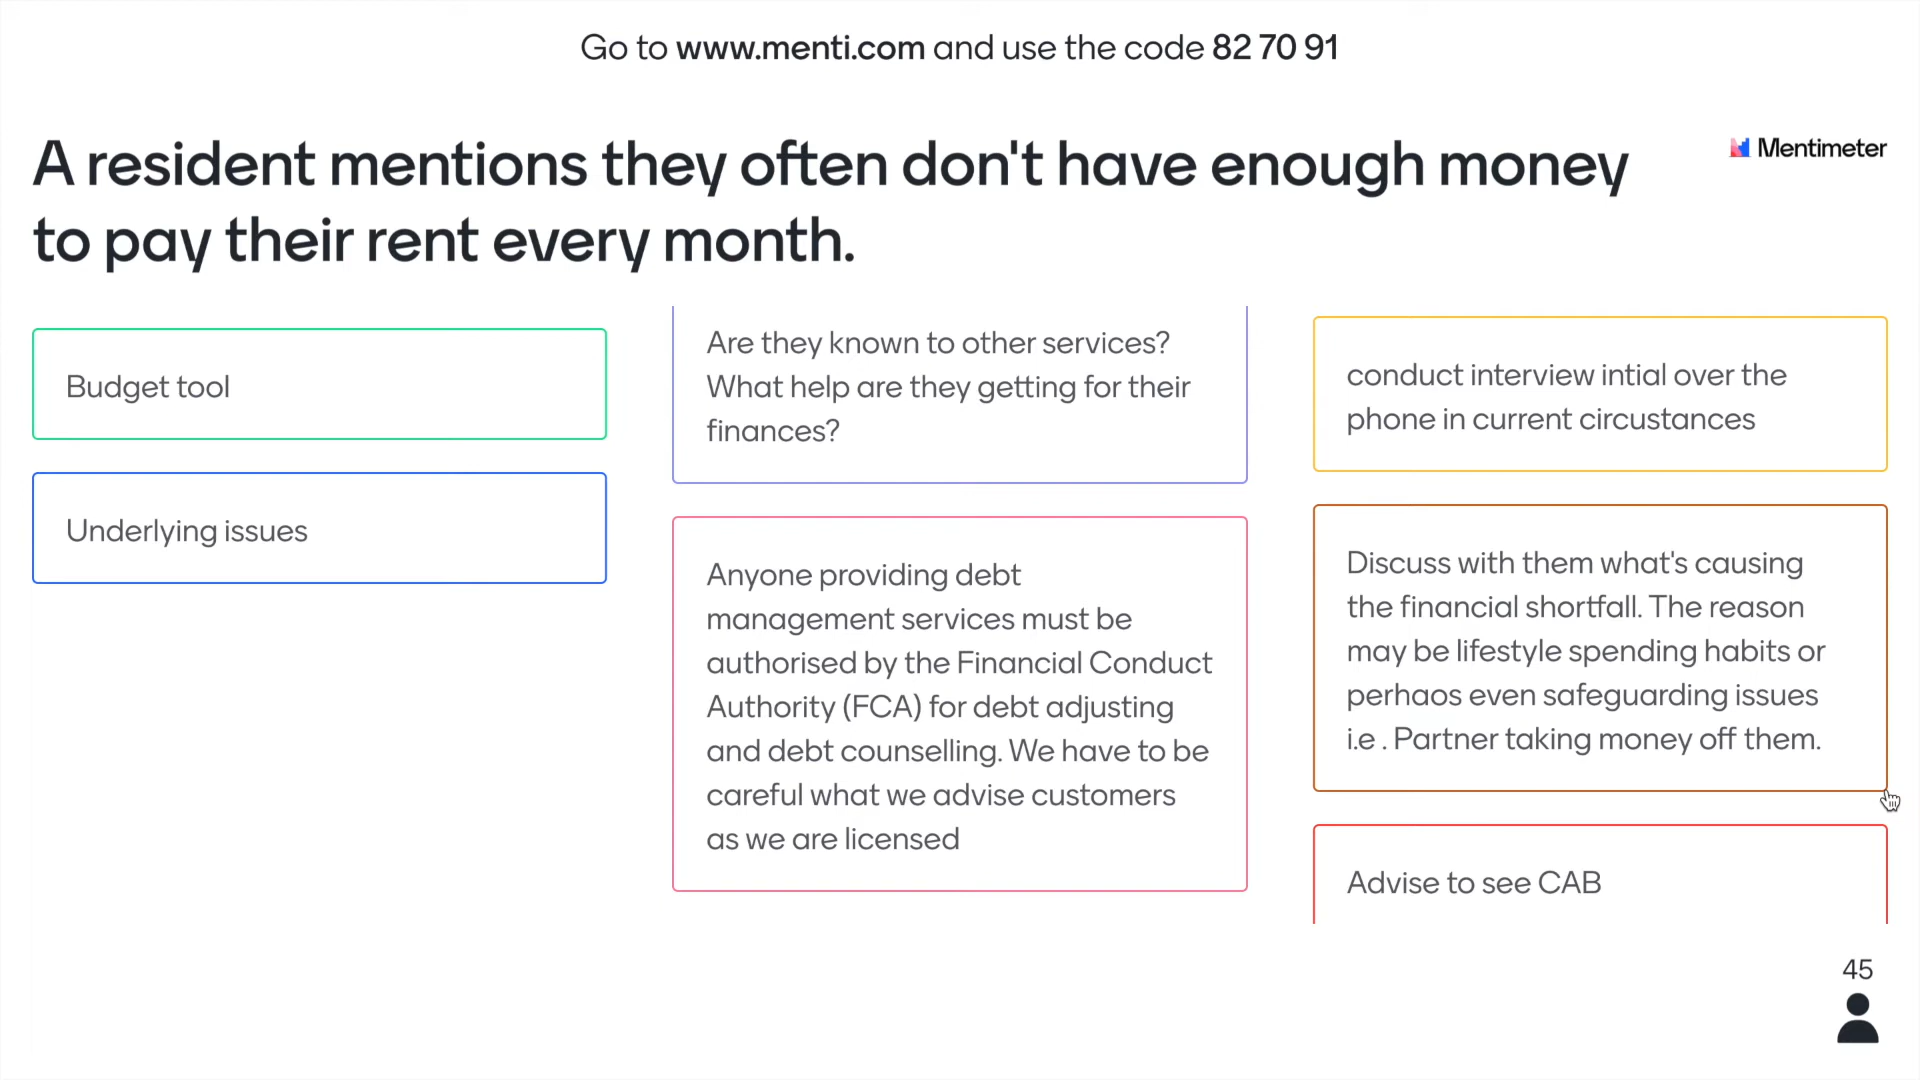 Go to www.menti.com and use the code 82 70 91
A resident mentions they often don't have enough money
to pay their rent every month.
Mentimeter
Budget tool
Underlying issues
Are they known to other services?
What help are they getting for their
finances?
Anyone providing debt
management services must be
authorised by the Financial Conduct
Authority (FCA) for debt adjusting
and debt counselling. We have to be
careful what we advise customers
as we are licensed
conduct interview intial over the
phone in current circustances
Discuss with them what's causing
the financial shortfall. The reason
may be lifestyle spending habits or
perhaos even safeguarding issues
i.e . Partner taking money off them.
Advise to see CAB
45